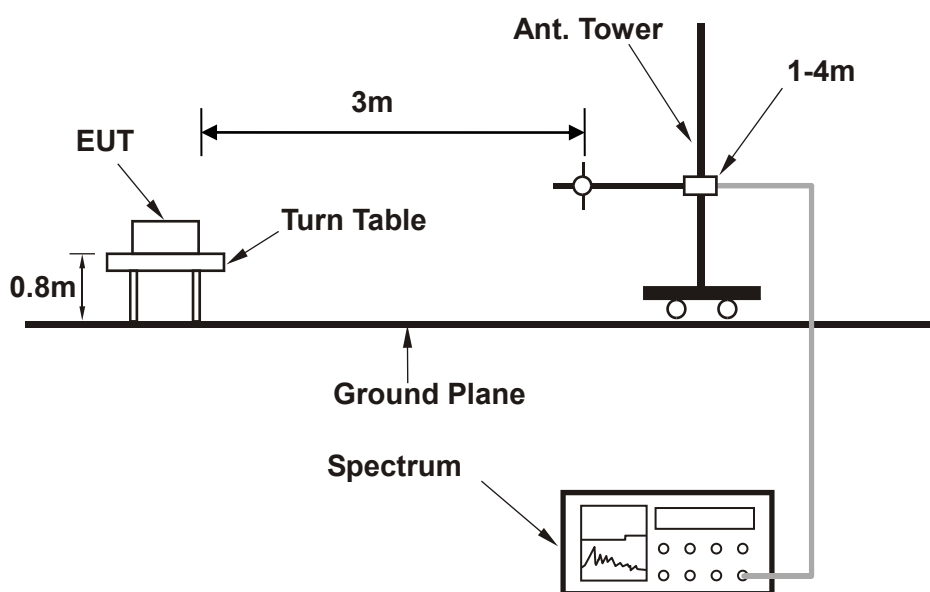 Ant. Tower
1-4m
3m
EUT
Turn Table
0.8m
Ground Plane
Spectrum